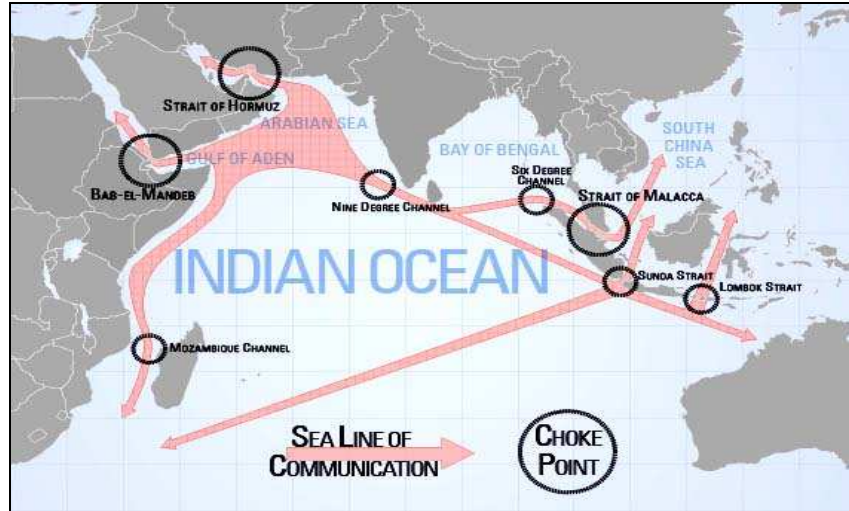 STRAIT OF HORMUZ
ARABIAN SEA
GULF OF ADEN
BAB-EL-MANDEB
BAY OF BENGAL
SOUTH
CHINA
SEA
SIX DEGREE
CHANNEL
STRAIT OF MALACCA
NINE DEGREE CHANNEL
INDIAN OCEAN
SUNDA STRAIT
LOMBOK STRAIT
MOZAMBIQUE CHANNEL
SEA LINE OF
COMMUNICATION
CHOKE
POINT